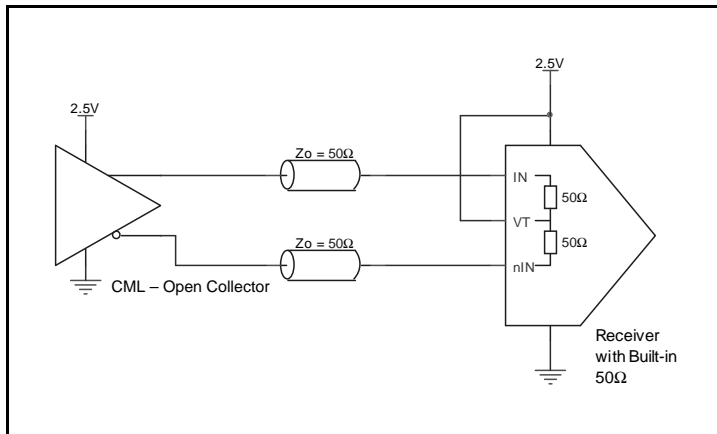 2.5V
2.5V
Zo = 50Ω
IN
50Ω
VT
50Ω
Zo = 50Ω
nIN
CML – Open Collector
Receiver
with Built-in
50Ω